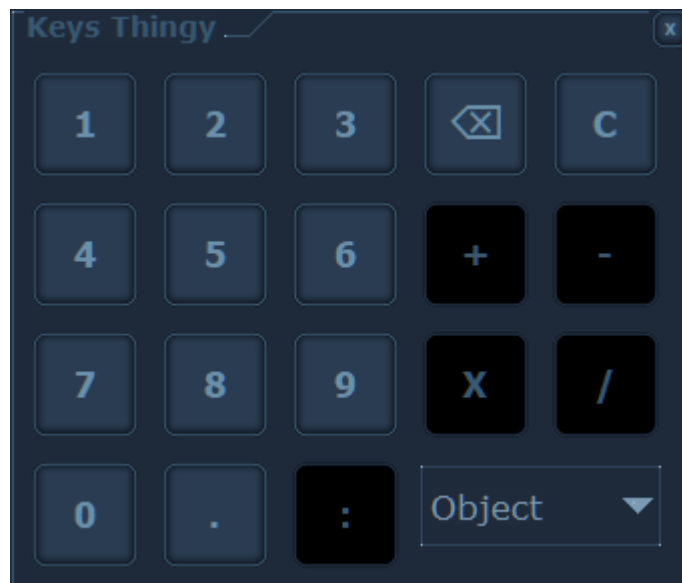 Keys Thingy x
1 2 3 ⌫ C
4 5 6 + -
7 8 9 X /
0 . : Object